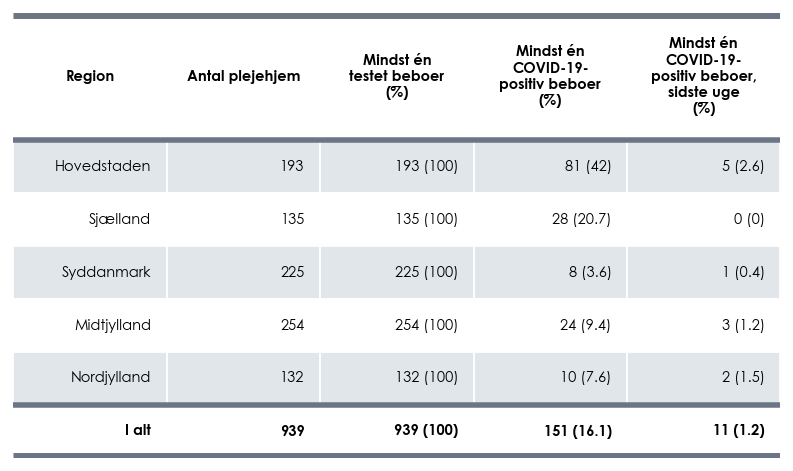 Region Antal plejehjem Mindst én testet beboer (%) Mindst én COVID-19-positiv beboer (%) Mindst én COVID-19-positiv beboer, sidste uge (%)
Hovedstaden 193 193 (100) 81 (42) 5 (2.6)
Sjælland 135 135 (100) 28 (20.7) 0 (0)
Syddanmark 225 225 (100) 8 (3.6) 1 (0.4)
Midtjylland 254 254 (100) 24 (9.4) 3 (1.2)
Nordjylland 132 132 (100) 10 (7.6) 2 (1.5)
I alt 939 939 (100) 151 (16.1) 11 (1.2)